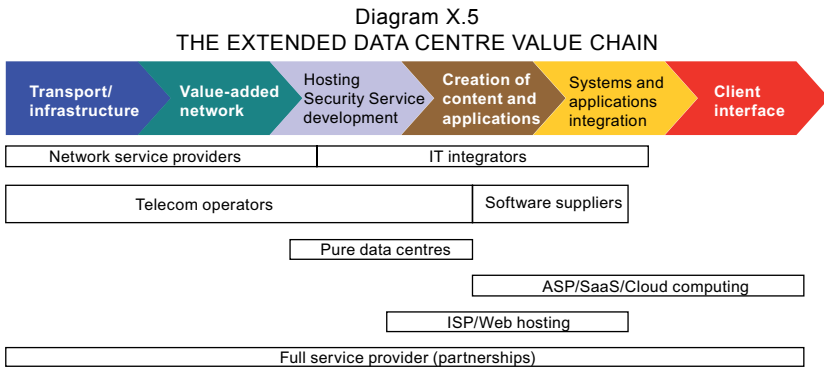 Diagram X.5
THE EXTENDED DATA CENTRE VALUE CHAIN
Transport/
infrastructure
Value-added
network
Hosting
Security Service
development
Creation of
content and
applications
Systems and
applications
integration
Client
interface
Network service providers
IT integrators
Telecom operators
Software suppliers
Pure data centres
ASP/SaaS/Cloud computing
ISP/Web hosting
Full service provider (partnerships)